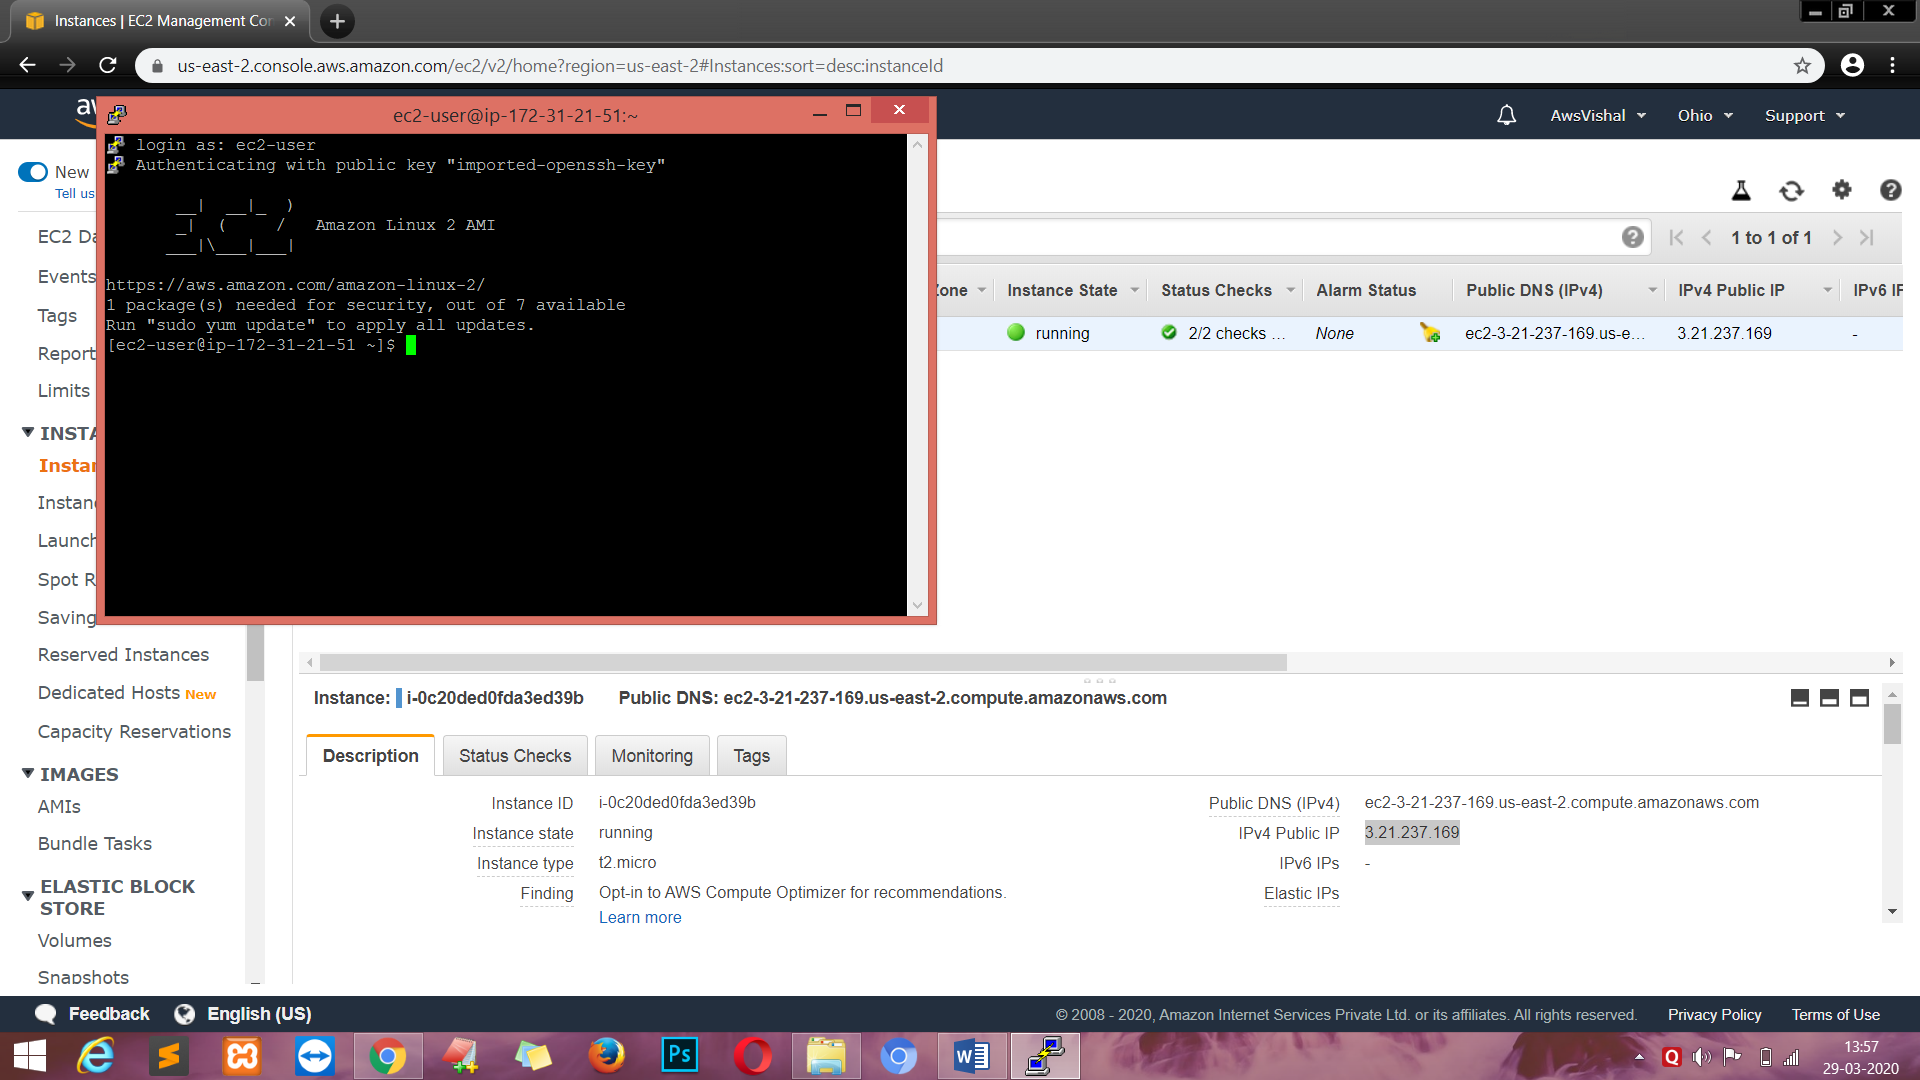 Instances | EC2 Management Con
us-east-2.console.aws.amazon.com/ec2/v2/home?region=us-east-2#Instances:sort=desc:instanceId
AwsVishal
Ohio
Support
ec2-user@ip-172-31-21-51:~
login as: ec2-user
Authenticating with public key "imported-openssh-key"
__|  __|_  )
_|  (     /   Amazon Linux 2 AMI
___|\___|___|
https://aws.amazon.com/amazon-linux-2/
1 package(s) needed for security, out of 7 available
Run "sudo yum update" to apply all updates.
[ec2-user@ip-172-31-21-51 ~]$
New
Tell us
EC2 Da
Events
Tags
Report
Limits
INSTA
Instan
Instan
Launch
Spot R
Saving
Reserved Instances
Dedicated Hosts New
Capacity Reservations
IMAGES
AMIs
Bundle Tasks
ELASTIC BLOCK
STORE
Volumes
Snapshots
1 to 1 of 1
Zone Instance State Status Checks Alarm Status Public DNS (IPv4) IPv4 Public IP IPv6 IP
running 2/2 checks ... None ec2-3-21-237-169.us-e... 3.21.237.169 -
Instance: i-0c20ded0fda3ed39b Public DNS: ec2-3-21-237-169.us-east-2.compute.amazonaws.com
Description Status Checks Monitoring Tags
Instance ID i-0c20ded0fda3ed39b
Instance state running
Instance type t2.micro
Finding Opt-in to AWS Compute Optimizer for recommendations.
Learn more
Public DNS (IPv4) ec2-3-21-237-169.us-east-2.compute.amazonaws.com
IPv4 Public IP 3.21.237.169
IPv6 IPs -
Elastic IPs
Feedback English (US) © 2008 - 2020, Amazon Internet Services Private Ltd. or its affiliates. All rights reserved. Privacy Policy Terms of Use
Ps
13:57
29-03-2020